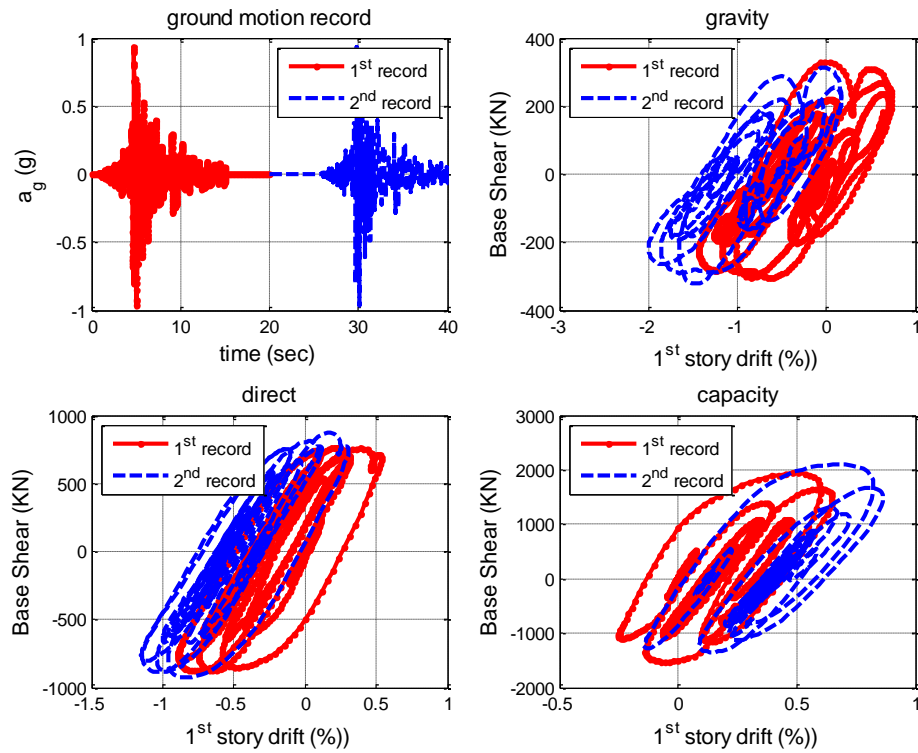 ground motion record
1
0.5
0
-0.5
-1
0 10 20 30 40
a_g (g)
time (sec)
1st record
2nd record
gravity
400
200
0
-200
-400
-3 -2 -1 0 1
Base Shear (KN)
1st story drift (%))
1st record
2nd record
direct
1000
500
0
-500
-1000
-1.5 -1 -0.5 0 0.5 1
Base Shear (KN)
1st story drift (%))
1st record
2nd record
capacity
3000
2000
1000
0
-1000
-2000
-0.5 0 0.5 1
Base Shear (KN)
1st story drift (%))
1st record
2nd record